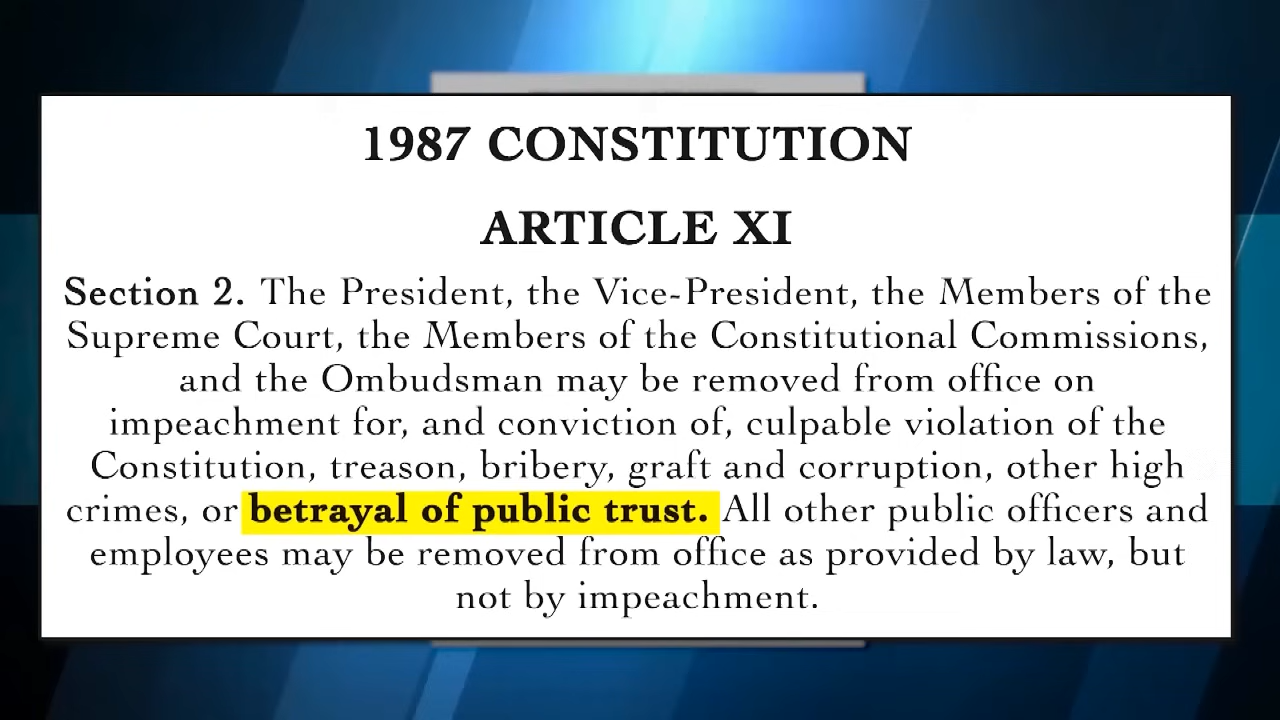 1987 CONSTITUTION
ARTICLE XI
Section 2. The President, the Vice-President, the Members of the
Supreme Court, the Members of the Constitutional Commissions,
and the Ombudsman may be removed from office on
impeachment for, and conviction of, culpable violation of the
Constitution, treason, bribery, graft and corruption, other high
crimes, or betrayal of public trust. All other public officers and
employees may be removed from office as provided by law, but
not by impeachment.